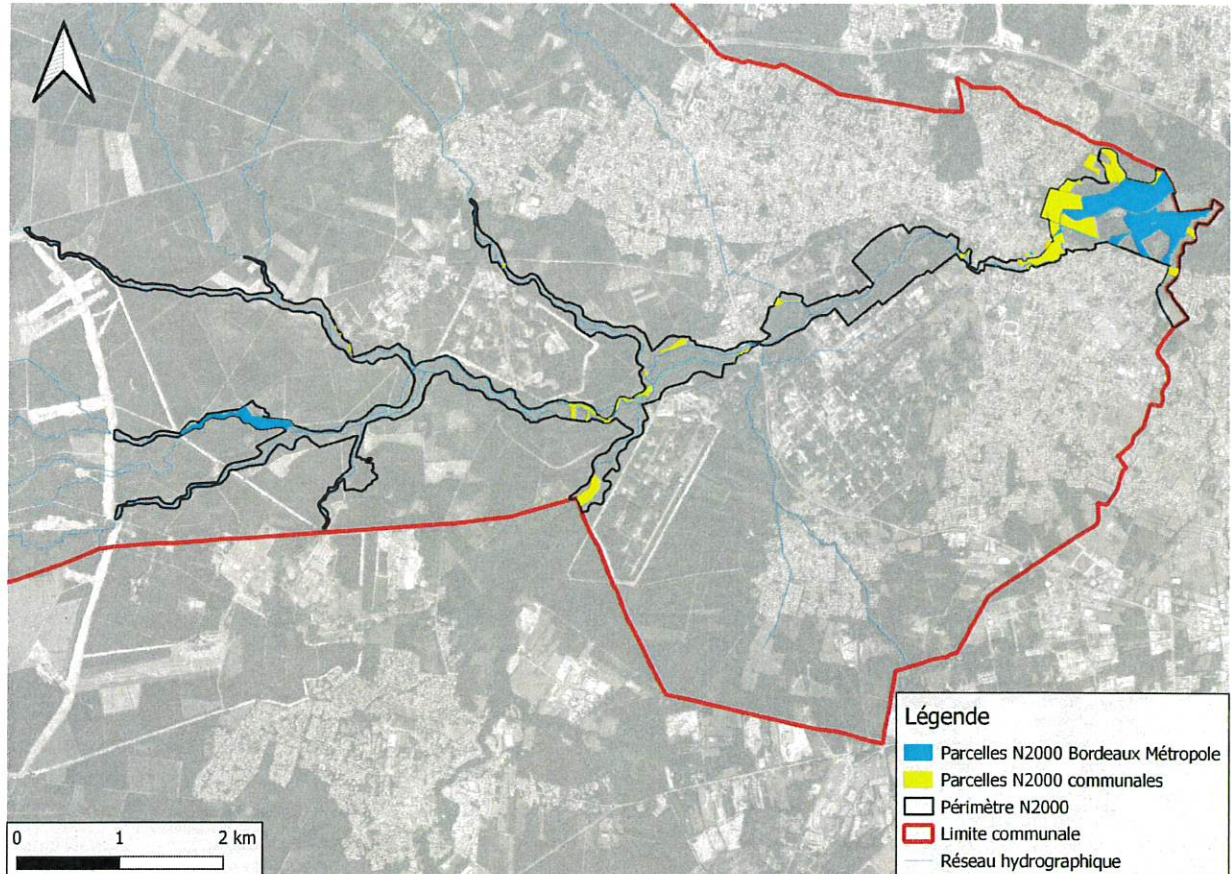 Légende
Parcelles N2000 Bordeaux Métropole
Parcelles N2000 communales
Périmètre N2000
Limite communale
Réseau hydrographique
0 1 2 km